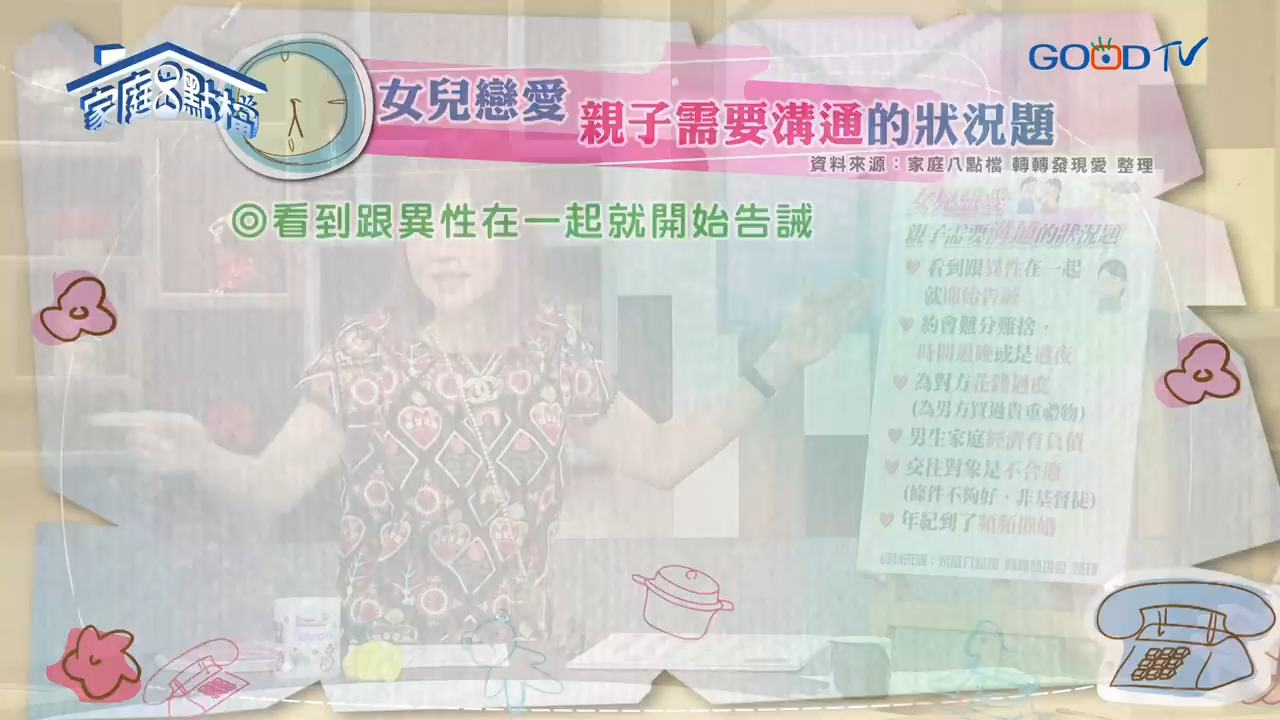 家庭8點檔
GOOD TV
女兒戀愛
親子需要溝通的狀況題
資料來源：家庭八點檔 轉轉發現愛 整理
◎看到跟異性在一起就開始告誡
女兒戀愛
親子需要溝通的狀況題
看到跟異性在一起
就開始告誡
約會難分難捨，
時間過晚或是過夜
為對方花錢過度
(為男方買過貴重禮物)
男生家庭經濟有負債
交往對象是不合適
(條件不夠好，非基督徒)
年紀到了頻頻催婚